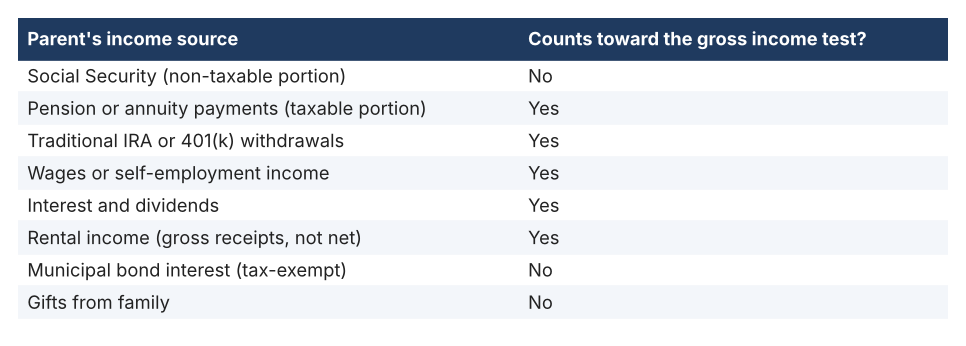 Parent's income source Counts toward the gross income test?
Social Security (non-taxable portion) No
Pension or annuity payments (taxable portion) Yes
Traditional IRA or 401(k) withdrawals Yes
Wages or self-employment income Yes
Interest and dividends Yes
Rental income (gross receipts, not net) Yes
Municipal bond interest (tax-exempt) No
Gifts from family No